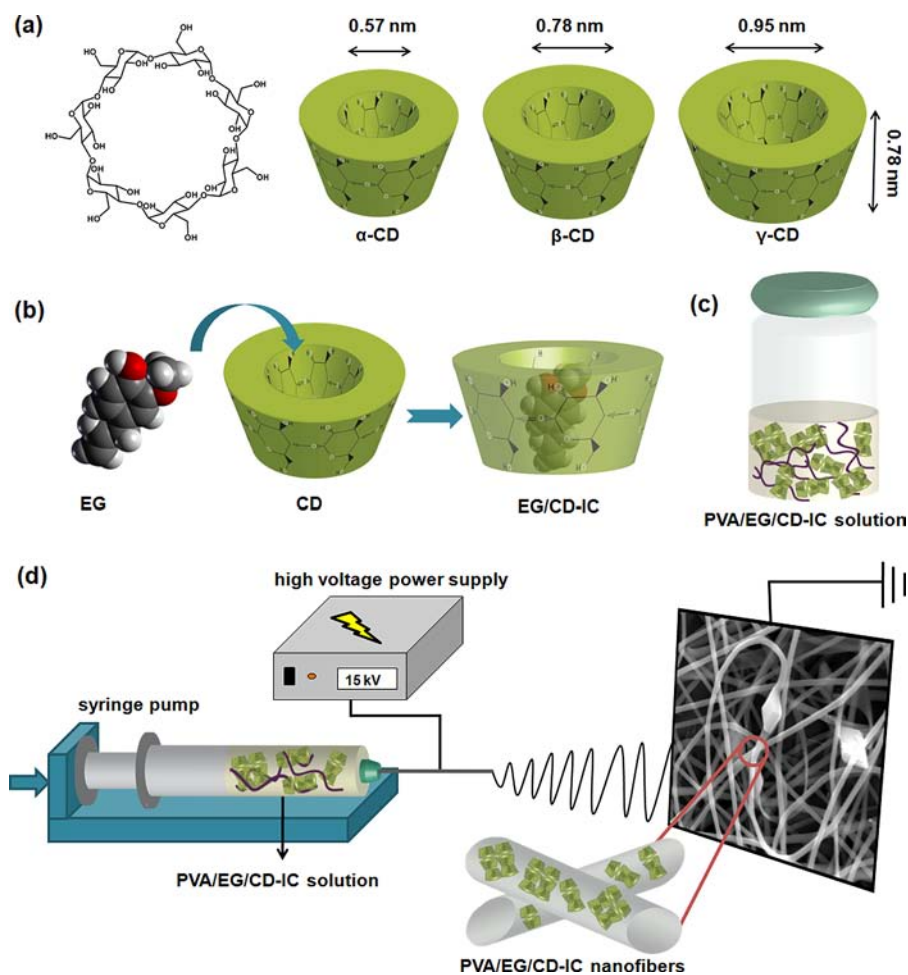 (a)
0.57 nm
0.78 nm
0.95 nm
0.78 nm
α-CD
β-CD
γ-CD
(b)
EG
CD
EG/CD-IC
(c)
PVA/EG/CD-IC solution
(d)
high voltage power supply
15 kV
syringe pump
PVA/EG/CD-IC solution
PVA/EG/CD-IC nanofibers